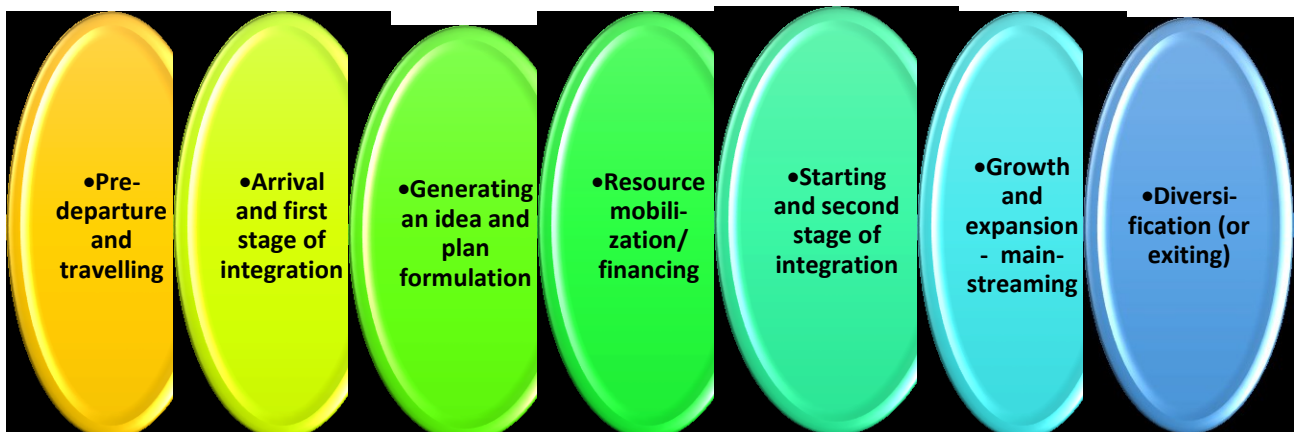 •Pre-
departure
and
travelling
•Arrival
and first
stage of
integration
•Generating
an idea and
plan
formulation
•Resource
mobili-
zation/
financing
•Starting
and second
stage of
integration
•Growth
and
expansion
- main-
streaming
•Diversi-
fication (or
exiting)